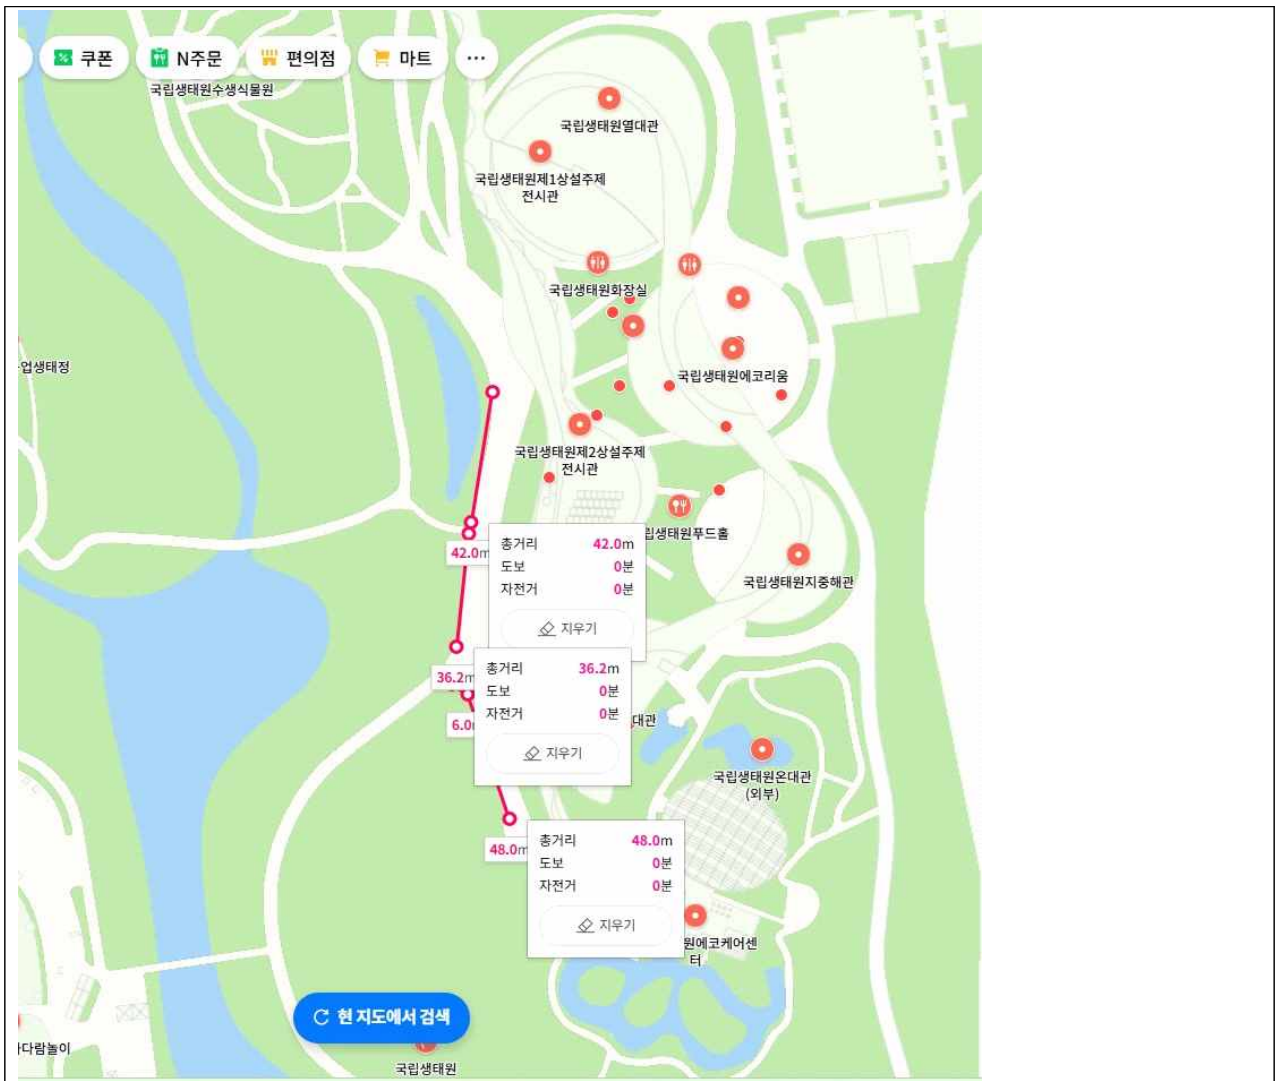 쿠폰
N주문
편의점
마트
국립생태원수생식물원
국립생태원열대관
국립생태원제1상설주제
전시관
국립생태원화장실
업생태정
국립생태원에코리움
국립생태원제2상설주제
전시관
립생태원푸드홀
42.0m
총거리 42.0m
도보 0분
자전거 0분
지우기
국립생태원지중해관
36.2m
총거리 36.2m
도보 0분
자전거 0분
지우기
6.0
대관
국립생태원온대관
(외부)
48.0m
총거리 48.0m
도보 0분
자전거 0분
지우기
원에코케어센
터
현 지도에서 검색
다람놀이
국립생태원